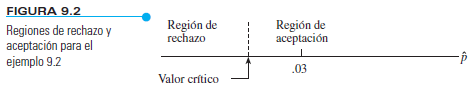 FIGURA 9.2
Regiones de rechazo y
aceptación para el
ejemplo 9.2
Región de
rechazo
Región de
aceptación
Valor crítico
.03
p̂